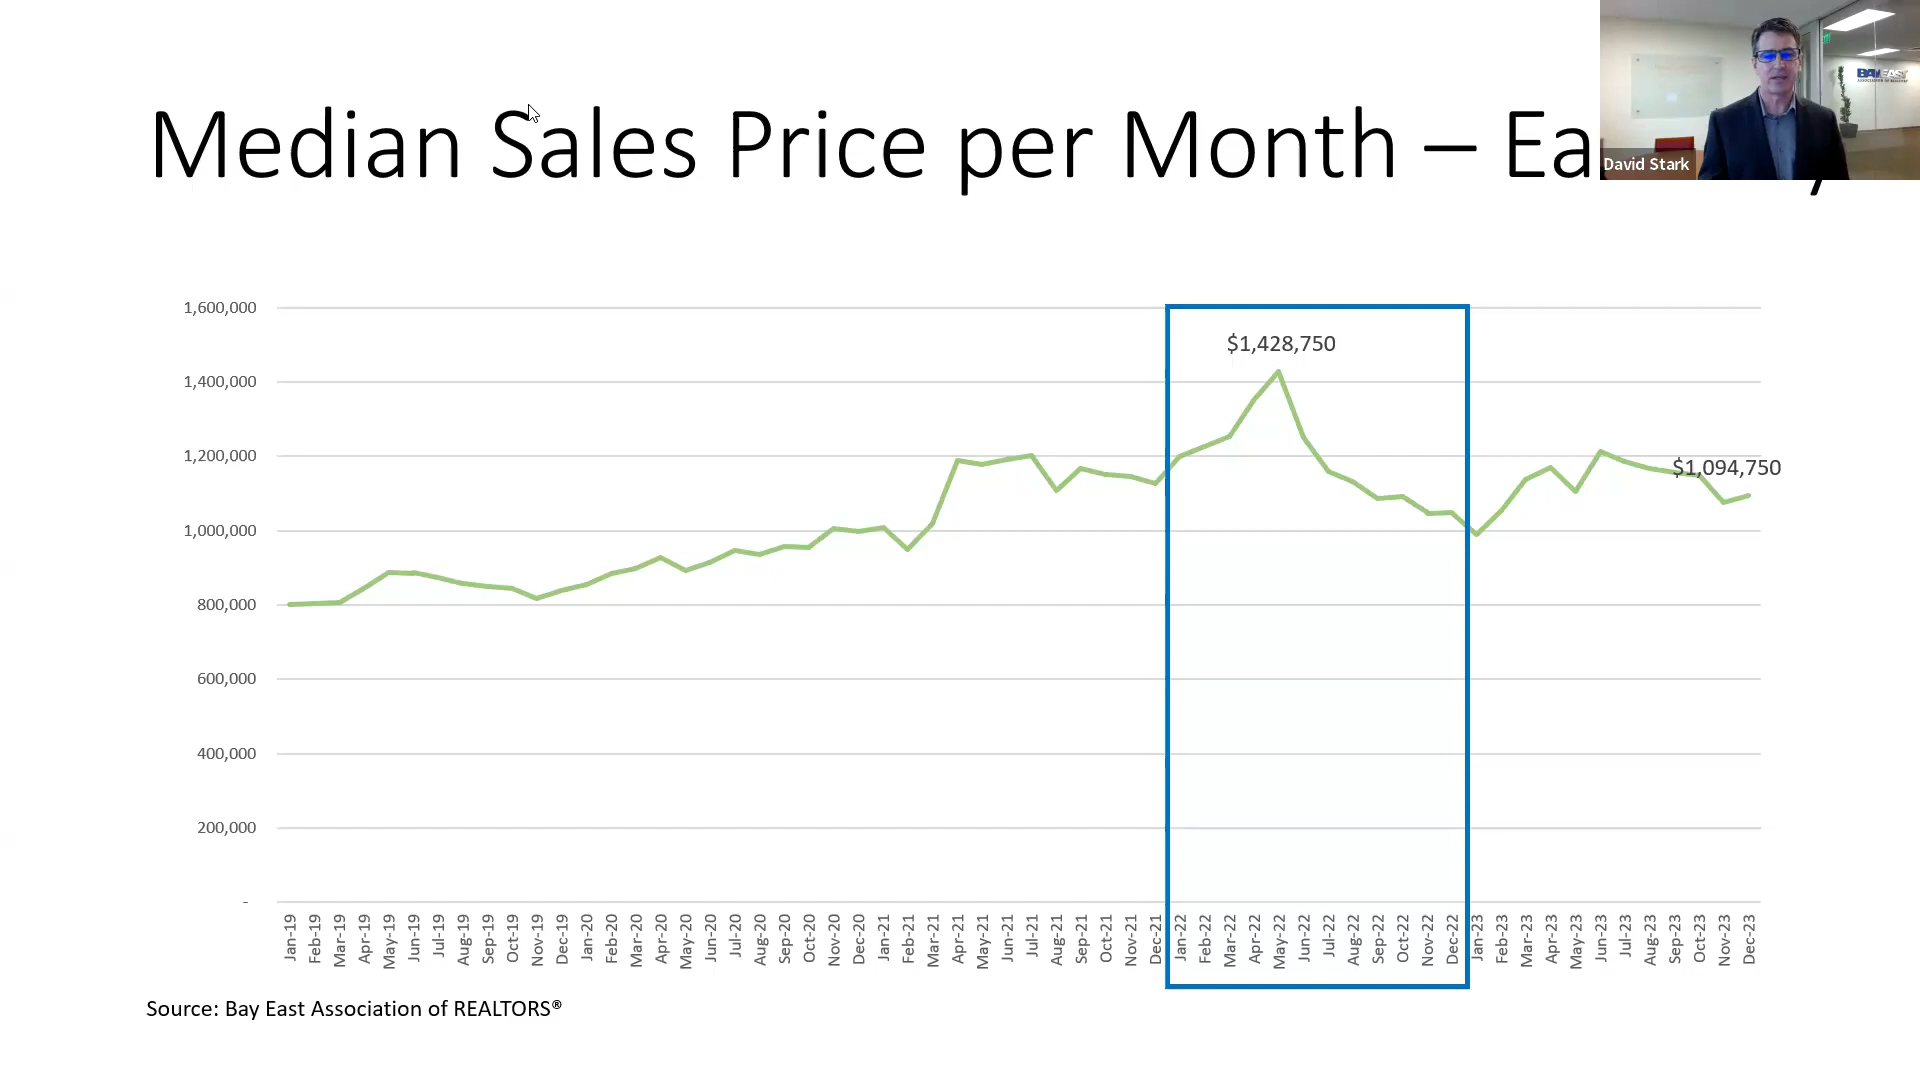 Median Sales Price per Month – Ea
David Stark
BAYEAST
ASSOCIATION OF REALTORS
1,600,000
1,400,000
1,200,000
1,000,000
800,000
600,000
400,000
200,000
-
$1,428,750
$1,094,750
Jan-19 Feb-19 Mar-19 Apr-19 May-19 Jun-19 Jul-19 Aug-19 Sep-19 Oct-19 Nov-19 Dec-19 Jan-20 Feb-20 Mar-20 Apr-20 May-20 Jun-20 Jul-20 Aug-20 Sep-20 Oct-20 Nov-20 Dec-20 Jan-21 Feb-21 Mar-21 Apr-21 May-21 Jun-21 Jul-21 Aug-21 Sep-21 Oct-21 Nov-21 Dec-21 Jan-22 Feb-22 Mar-22 Apr-22 May-22 Jun-22 Jul-22 Aug-22 Sep-22 Oct-22 Nov-22 Dec-22 Jan-23 Feb-23 Mar-23 Apr-23 May-23 Jun-23 Jul-23 Aug-23 Sep-23 Oct-23 Nov-23 Dec-23
Source: Bay East Association of REALTORS®